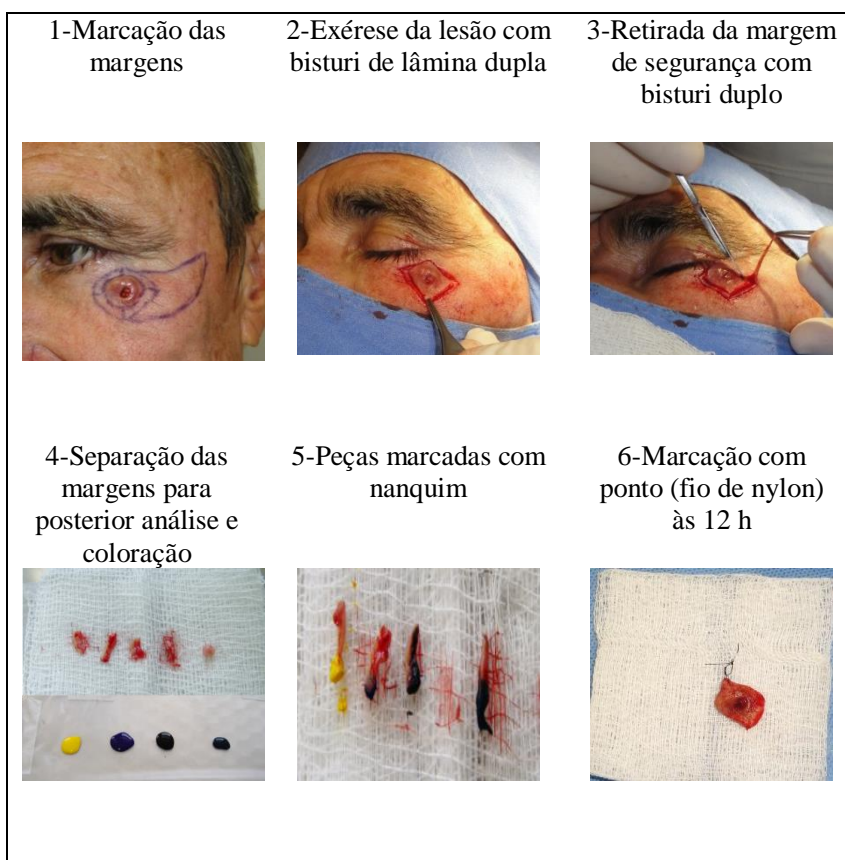 1-Marcação das
margens
2-Exérese da lesão com
bisturi de lâmina dupla
3-Retirada da margem
de segurança com
bisturi duplo
4-Separação das
margens para
posterior análise e
coloração
5-Peças marcadas com
nanquim
6-Marcação com
ponto (fio de nylon)
às 12 h